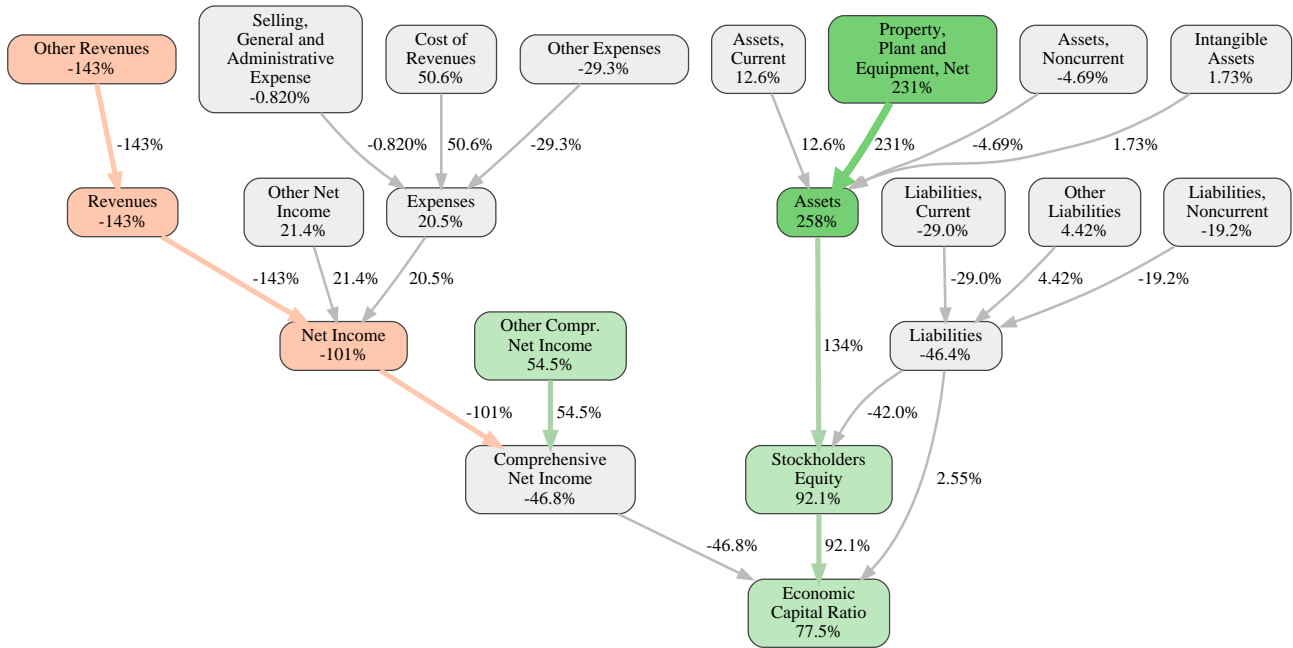 Other Revenues
-143%
Selling,
General and
Administrative
Expense
-0.820%
Cost of
Revenues
50.6%
Other Expenses
-29.3%
Assets,
Current
12.6%
Property,
Plant and
Equipment, Net
231%
Assets,
Noncurrent
-4.69%
Intangible
Assets
1.73%
-143%
-0.820%
50.6%
-29.3%
12.6%
231%
-4.69%
1.73%
Revenues
-143%
Other Net
Income
21.4%
Expenses
20.5%
Assets
258%
Liabilities,
Current
-29.0%
Other
Liabilities
4.42%
Liabilities,
Noncurrent
-19.2%
-143%
21.4%
20.5%
134%
-29.0%
4.42%
-19.2%
Net Income
-101%
Other Compr.
Net Income
54.5%
Liabilities
-46.4%
-101%
54.5%
-42.0%
2.55%
Comprehensive
Net Income
-46.8%
Stockholders
Equity
92.1%
-46.8%
92.1%
Economic
Capital Ratio
77.5%